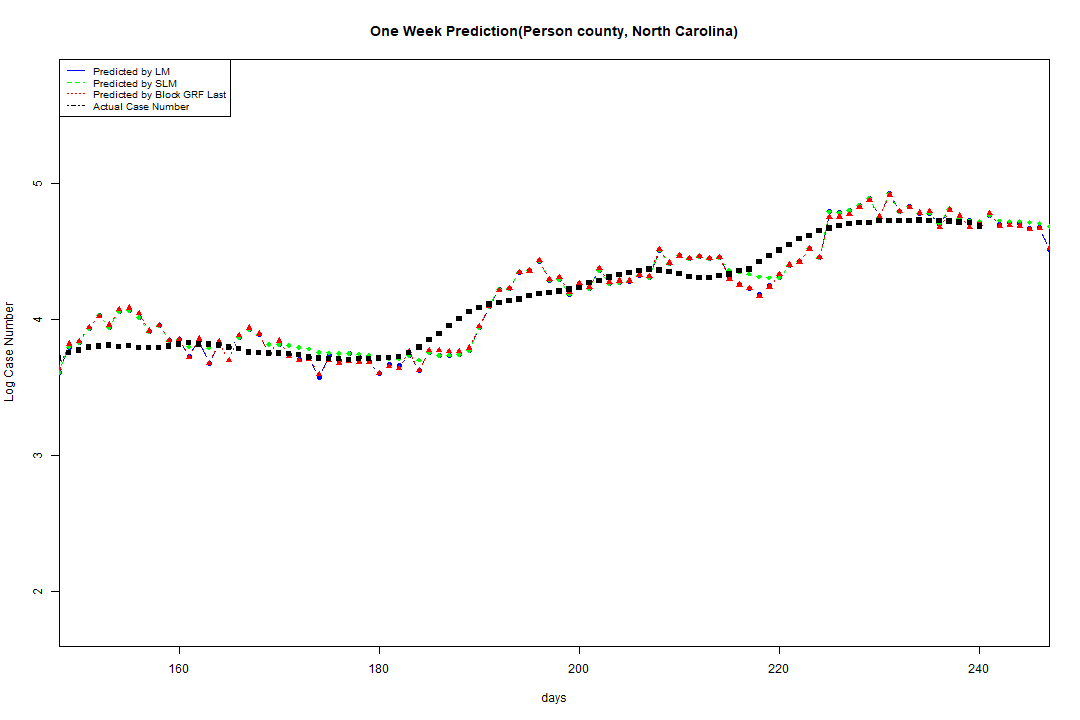 One Week Prediction(Person county, North Carolina)
Predicted by LM
Predicted by SLM
Predicted by Block GRF Last
Actual Case Number
5
4
3
2
Log Case Number
160 180 200 220 240
days